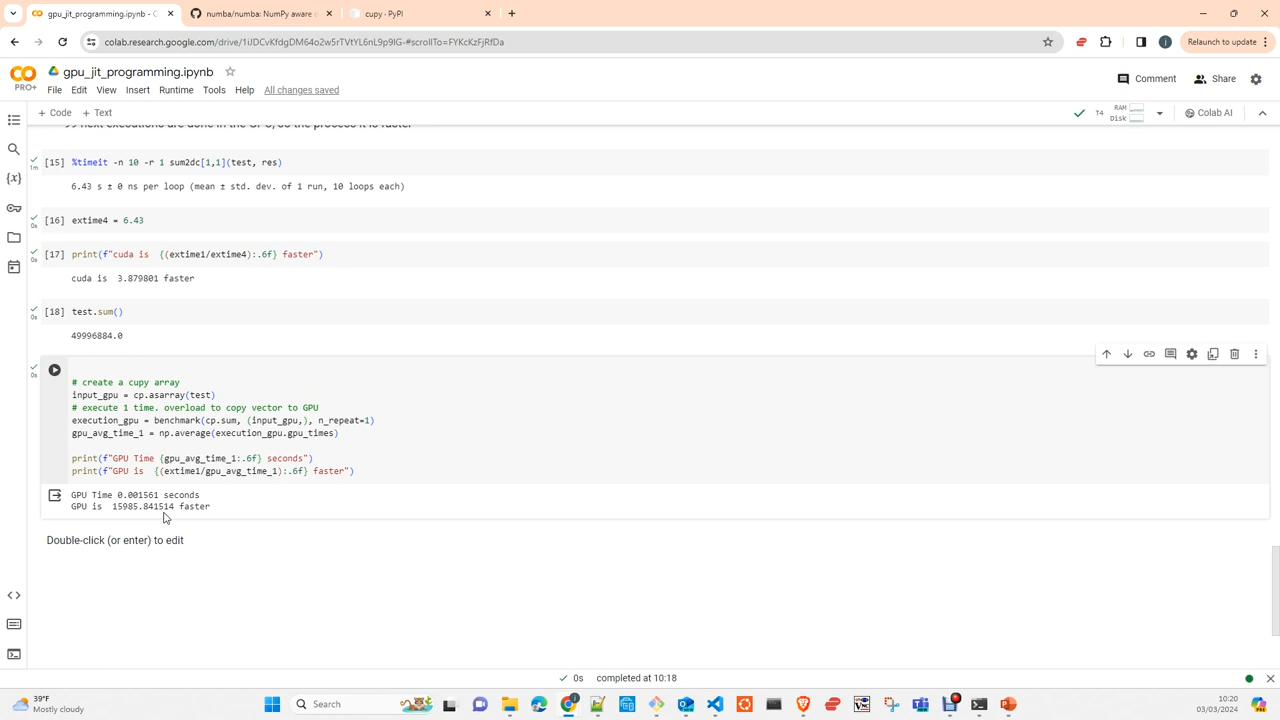 gpu_jit_programming.ipynb - C
numba/numba: NumPy aware
cupy · PyPI
colab.research.google.com/drive/1iJDCvKfdgDM64o2w5rTVtYL6nL9p9IG-#scrollTo=FYKcKzFjRfDa
Relaunch to update
PRO+
gpu_jit_programming.ipynb
Comment
Share
File Edit View Insert Runtime Tools Help All changes saved
+ Code + Text
T4
RAM
Disk
Colab AI
99 next executions are done in the GPU, so the process it is faster
1m
[15] %timeit -n 10 -r 1 sum2dc[1,1](test, res)
6.43 s ± 0 ns per loop (mean ± std. dev. of 1 run, 10 loops each)
0s
[16] extime4 = 6.43
0s
[17] print(f"cuda is  {(extime1/extime4):.6f} faster")
cuda is  3.879801 faster
0s
[18] test.sum()
49996884.0
0s
# create a cupy array
input_gpu = cp.asarray(test)
# execute 1 time. overload to copy vector to GPU
execution_gpu = benchmark(cp.sum, (input_gpu,), n_repeat=1)
gpu_avg_time_1 = np.average(execution_gpu.gpu_times)
print(f"GPU Time {gpu_avg_time_1:.6f} seconds")
print(f"GPU is  {(extime1/gpu_avg_time_1):.6f} faster")
GPU Time 0.001561 seconds
GPU is  15985.841514 faster
Double-click (or enter) to edit
0s completed at 10:18
39°F
Mostly cloudy
Search
10:20
03/03/2024